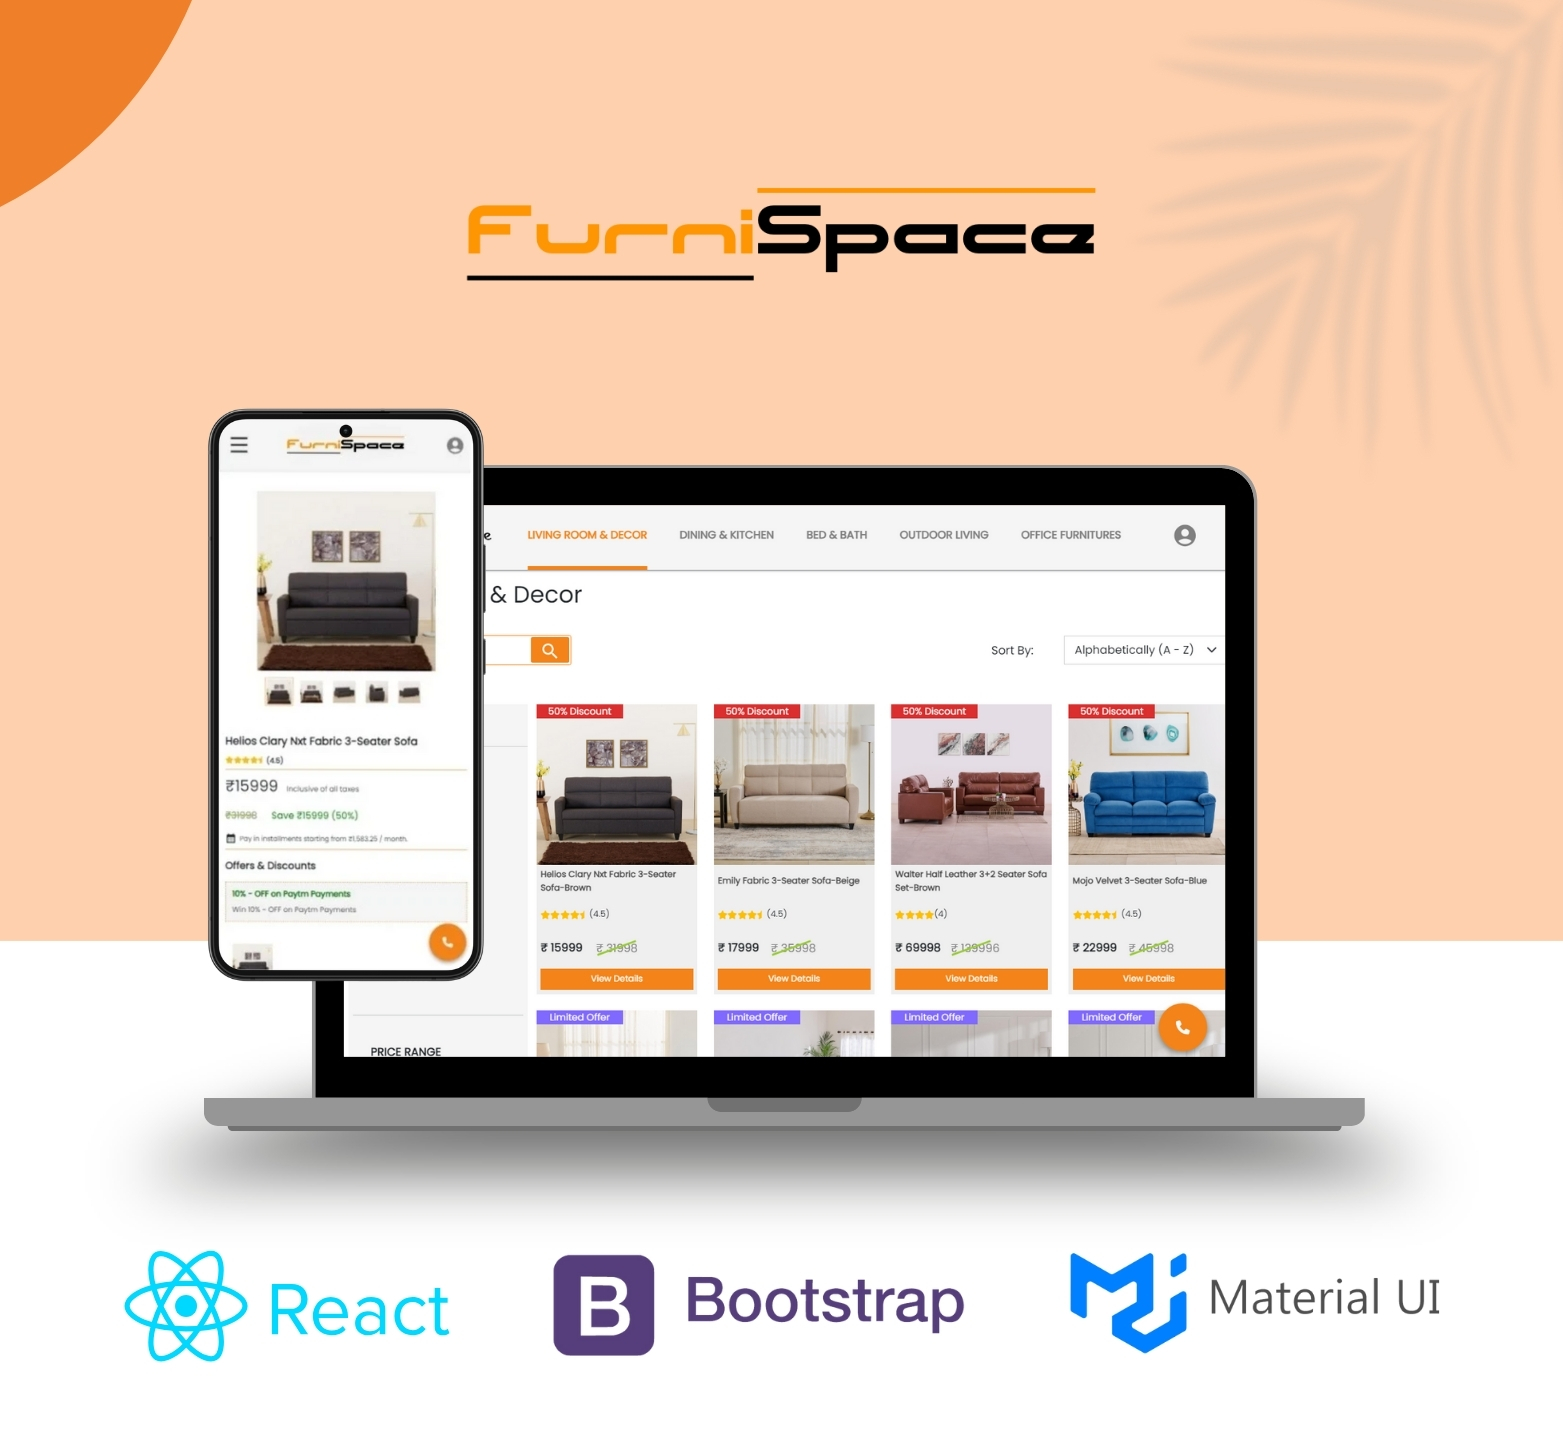 FurniSpace
FurniSpace
Helios Clary Nxt Fabric 3-Seater Sofa
(4.5)
₹15999 Inclusive of all taxes
₹31998 Save ₹15999 (50%)
Pay in installments starting from ₹1,583.25 / month.
Offers & Discounts
10% - OFF on Paytm Payments
Win 10% - OFF on Paytm Payments
e LIVING ROOM & DECOR DINING & KITCHEN BED & BATH OUTDOOR LIVING OFFICE FURNITURES
& Decor
Sort By: Alphabetically (A - Z)
50% Discount 50% Discount 50% Discount 50% Discount
Helios Clary Nxt Fabric 3-Seater
Sofa-Brown
(4.5)
₹ 15999 ₹ 31998
View Details
Emily Fabric 3-Seater Sofa-Beige
(4.5)
₹ 17999 ₹ 35998
View Details
Walter Half Leather 3+2 Seater Sofa
Set-Brown
(4)
₹ 69998 ₹ 139996
View Details
Mojo Velvet 3-Seater Sofa-Blue
(4.5)
₹ 22999 ₹ 45998
View Details
Limited Offer Limited Offer Limited Offer Limited Offer
PRICE RANGE
React
B Bootstrap
Material UI